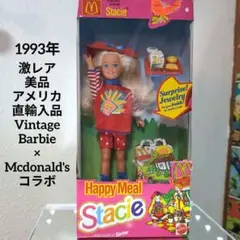 1993年
激レア
美品
アメリカ
直輸入品
Vintage
Barbie
×
Mcdonald's
コラボ
Stacie
Surprise!
Jewelry
Happy Meal
Stacie